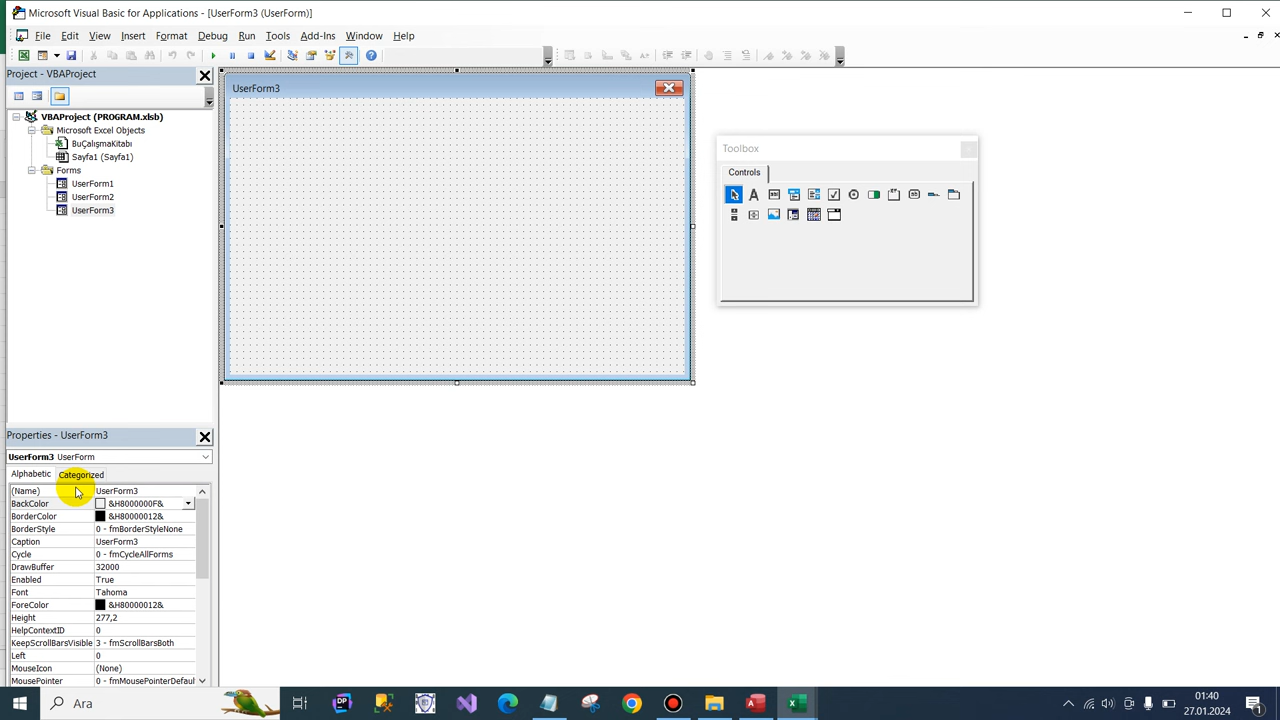 Microsoft Visual Basic for Applications - [UserForm3 (UserForm)]
File Edit View Insert Format Debug Run Tools Add-Ins Window Help
Project - VBAProject
VBAProject (PROGRAM.xlsb)
Microsoft Excel Objects
BuÇalışmaKitabı
Sayfa1 (Sayfa1)
Forms
UserForm1
UserForm2
UserForm3
UserForm3
Toolbox
Controls
Properties - UserForm3
UserForm3 UserForm
Alphabetic Categorized
(Name) UserForm3
BackColor &H8000000F&
BorderColor &H80000012&
BorderStyle 0 - fmBorderStyleNone
Caption UserForm3
Cycle 0 - fmCycleAllForms
DrawBuffer 32000
Enabled True
Font Tahoma
ForeColor &H80000012&
Height 277,2
HelpContextID 0
KeepScrollBarsVisible 3 - fmScrollBarsBoth
Left 0
MouseIcon (None)
MousePointer 0 - fmMousePointerDefaul
Ara
DP
01:40
27.01.2024
1